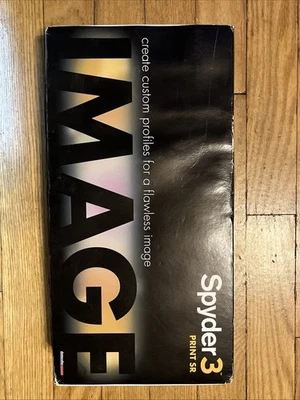 Spyder3
PRINT SR
create custom profiles for a flawless image
IMAGE